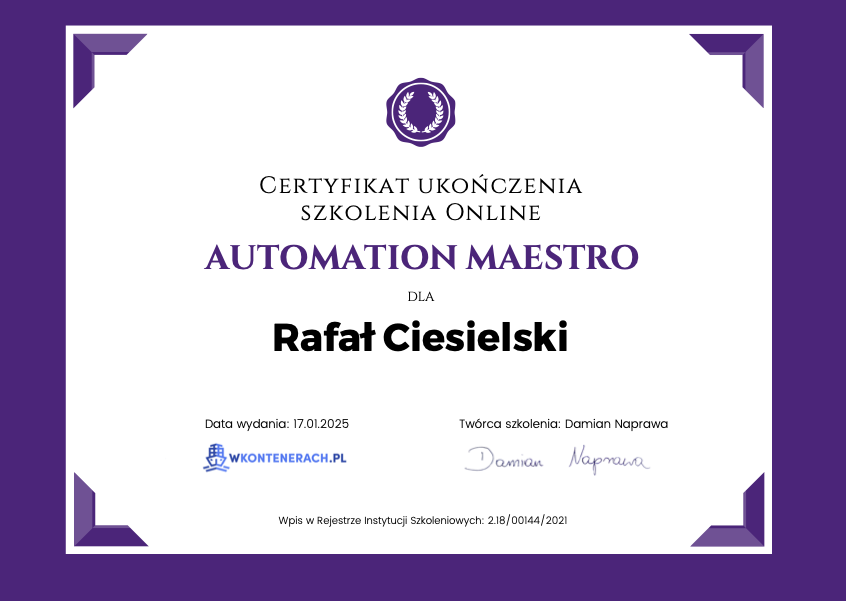 Certyfikat ukończenia
szkolenia Online
AUTOMATION MAESTRO
dla
Rafał Ciesielski
Data wydania: 17.01.2025
Twórca szkolenia: Damian Naprawa
WKONTENERACH.PL
Damian Naprawa
Wpis w Rejestrze Instytucji Szkoleniowych: 2.18/00144/2021